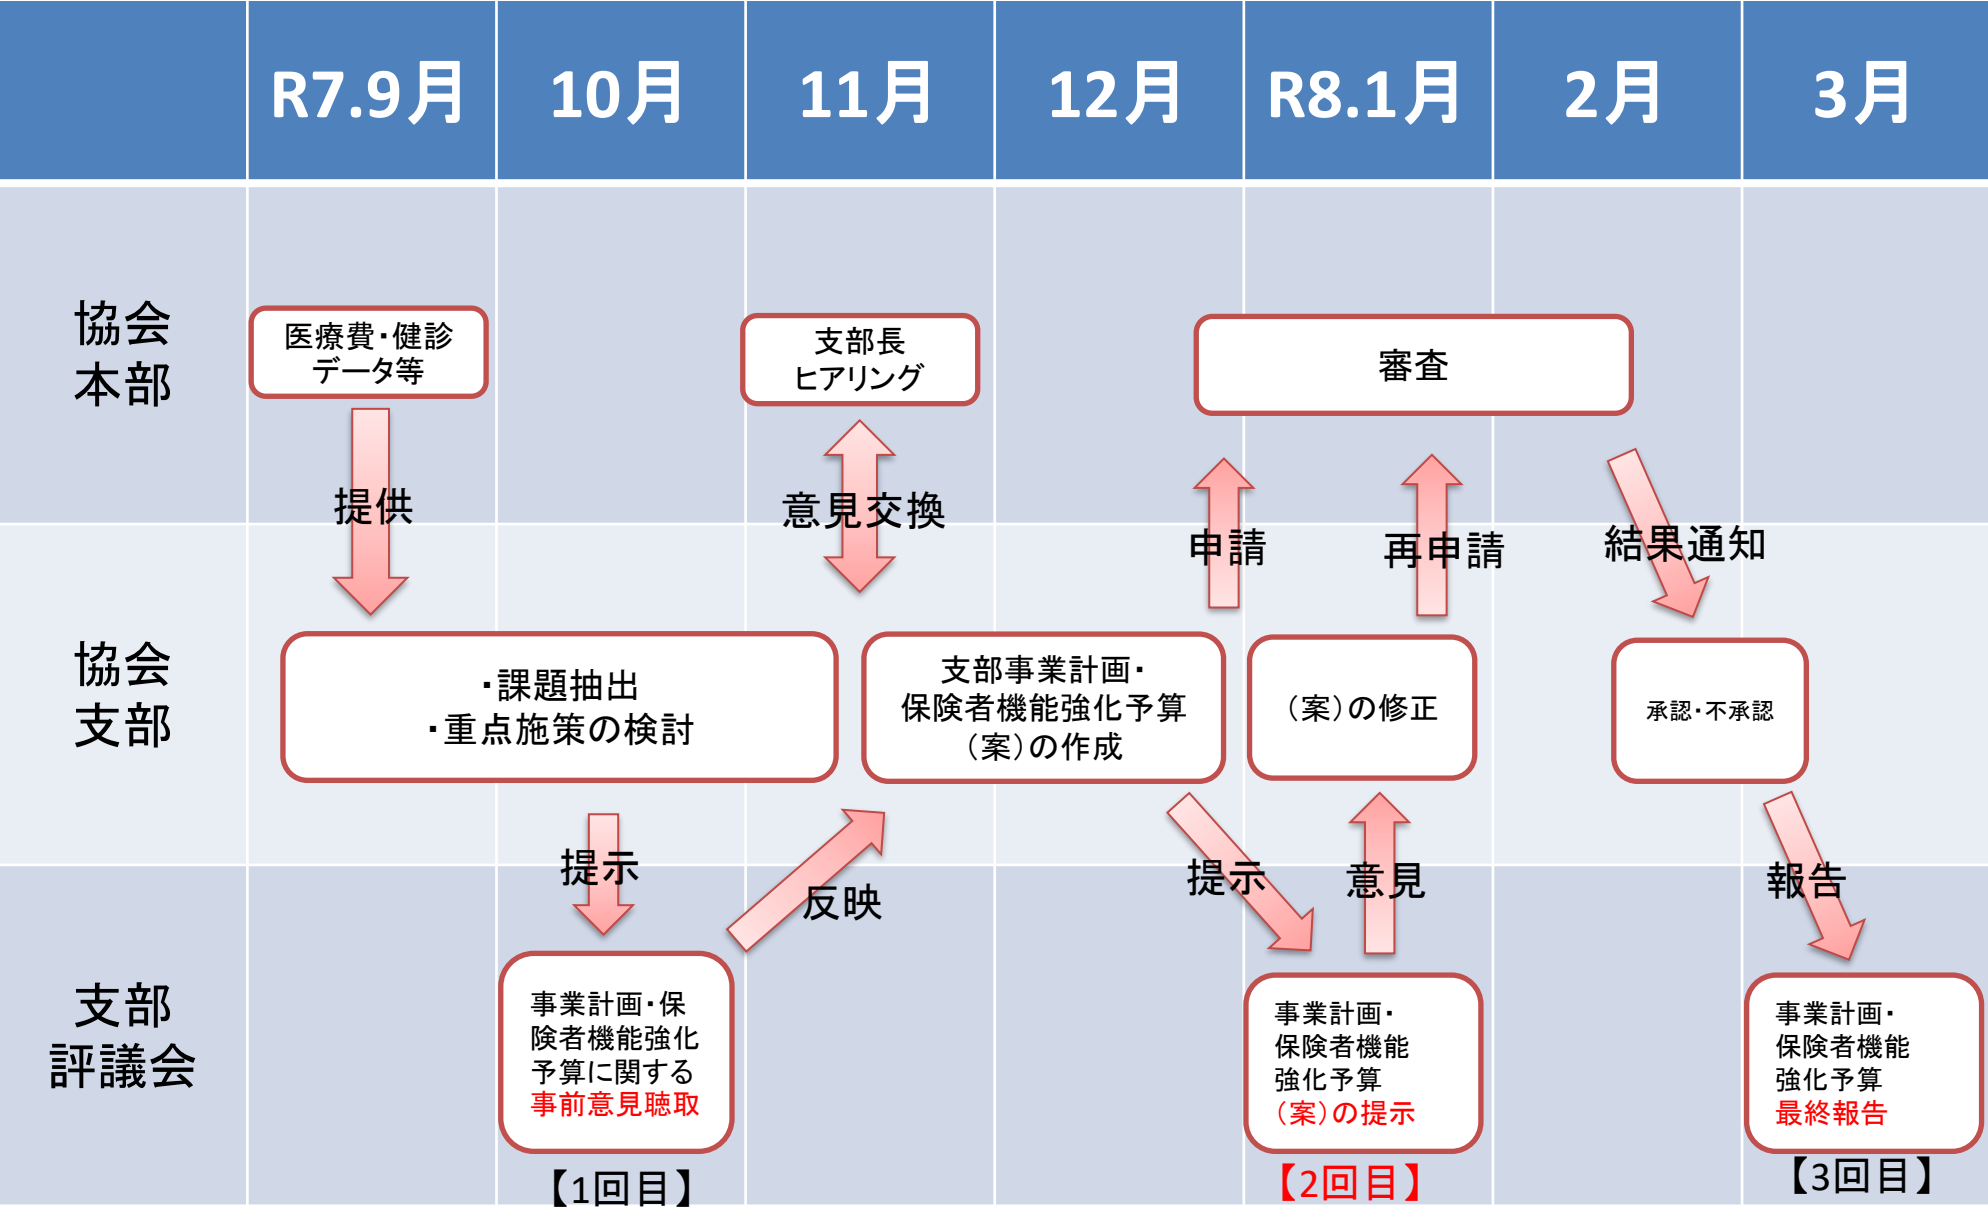 R7.9月
10月
11月
12月
R8.1月
2月
3月
協会
本部
医療費・健診
データ等
支部長
ヒアリング
審査
提供
意見交換
申請
再申請
結果通知
協会
支部
・課題抽出
・重点施策の検討
支部事業計画・
保険者機能強化予算
（案）の作成
（案）の修正
承認・不承認
提示
反映
提示
意見
報告
支部
評議会
事業計画・保
険者機能強化
予算に関する
事前意見聴取
【1回目】
事業計画・
保険者機能
強化予算
（案）の提示
【2回目】
事業計画・
保険者機能
強化予算
最終報告
【3回目】